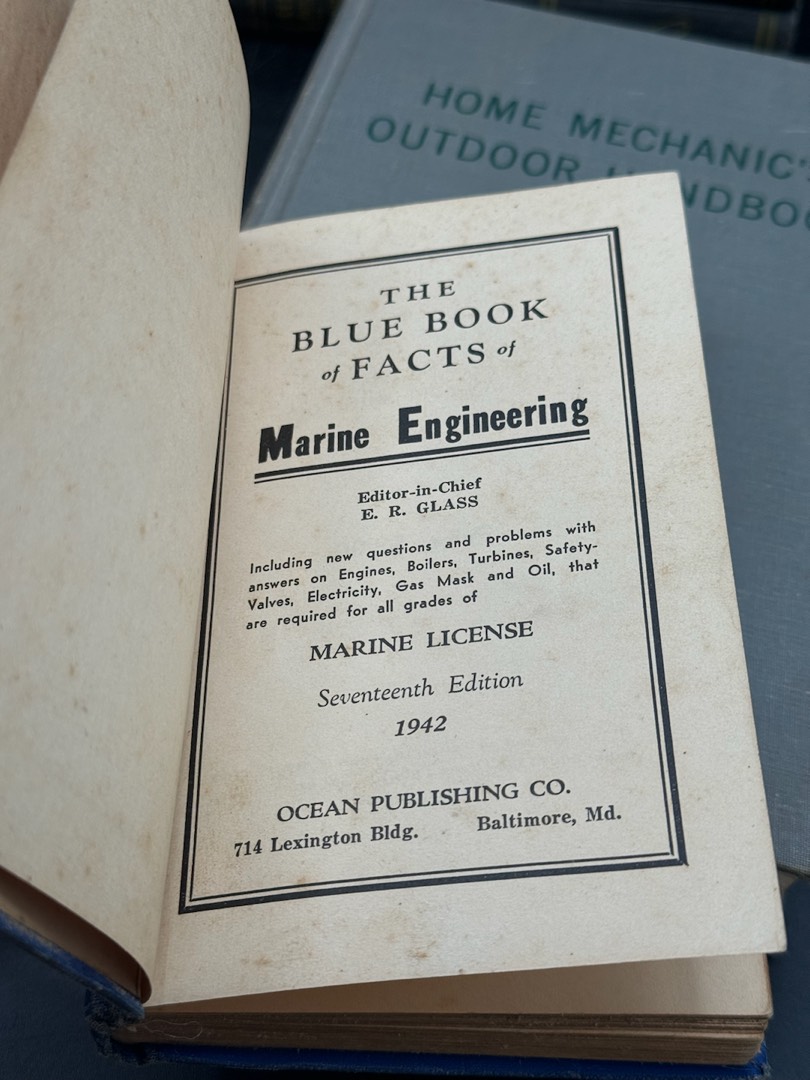 HOME MECHANIC'
OUTDOOR
THE
BLUE BOOK
of FACTS of
Marine Engineering
Editor-in-Chief
E. R. GLASS
Including new questions and problems with
answers on Engines, Boilers, Turbines, Safety-
Valves, Electricity, Gas Mask and Oil, that
are required for all grades of
MARINE LICENSE
Seventeenth Edition
1942
OCEAN PUBLISHING CO.
714 Lexington Bldg. Baltimore, Md.